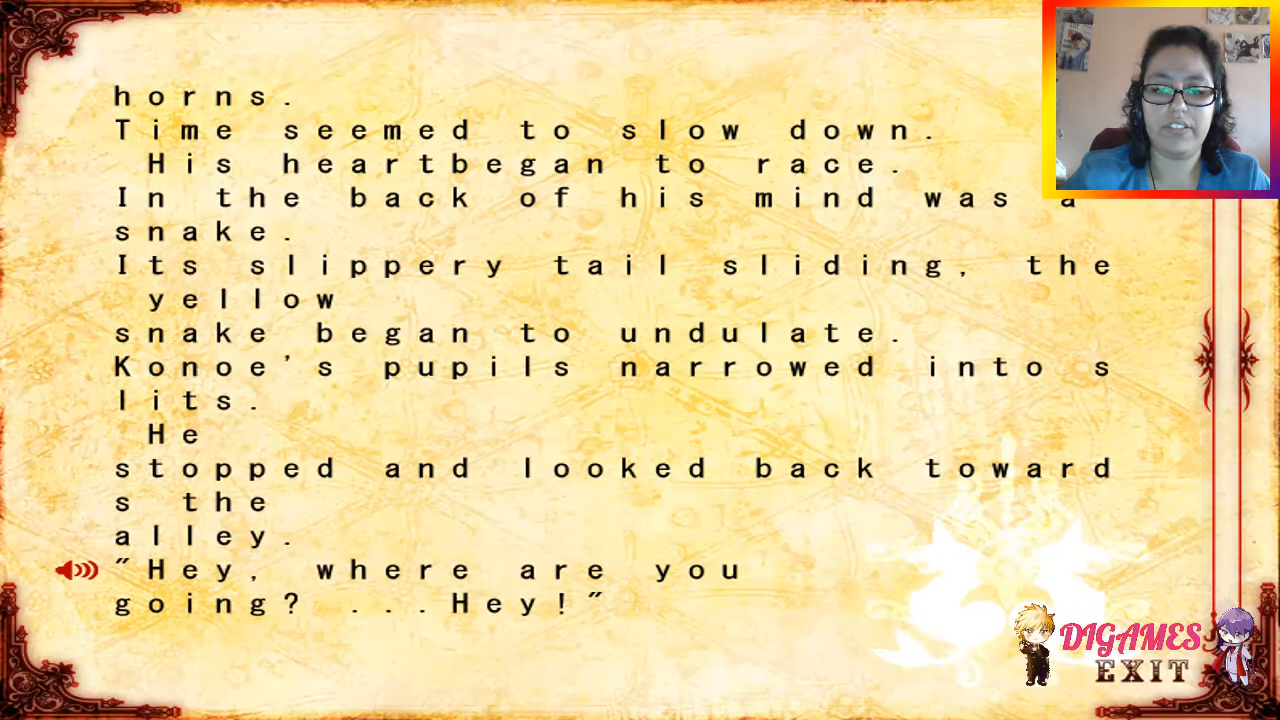 horns.
Time seemed to slow down.
His heartbegan to race.
In the back of his mind was a
snake.
Its slippery tail sliding, the
yellow
snake began to undulate.
Konoe's pupils narrowed into s
lits.
He
stopped and looked back toward
s the
alley.
"Hey, where are you
going? ...Hey!"
DIGAMES
EXIT